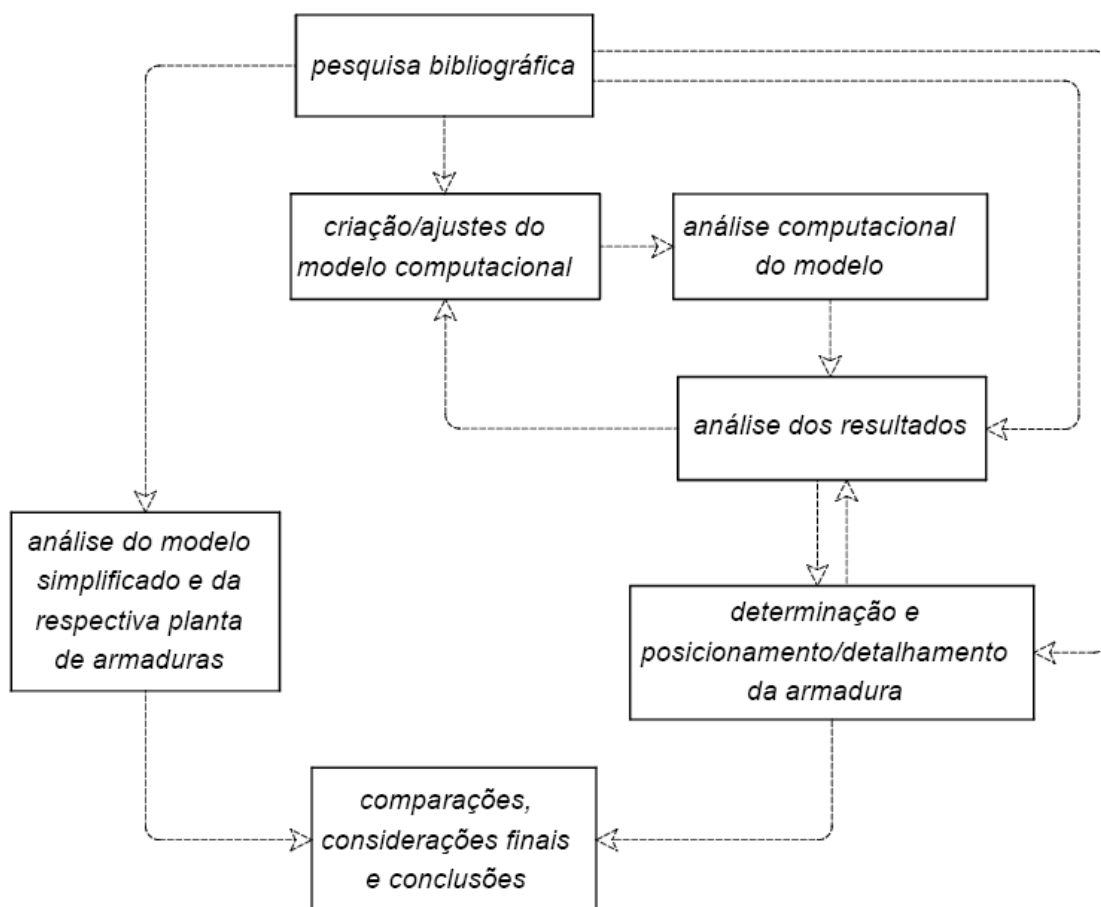 pesquisa bibliográfica
criação/ajustes do
modelo computacional
análise computacional
do modelo
análise dos resultados
análise do modelo
simplificado e da
respectiva planta
de armaduras
determinação e
posicionamento/detalhamento
da armadura
comparações,
considerações finais
e conclusões